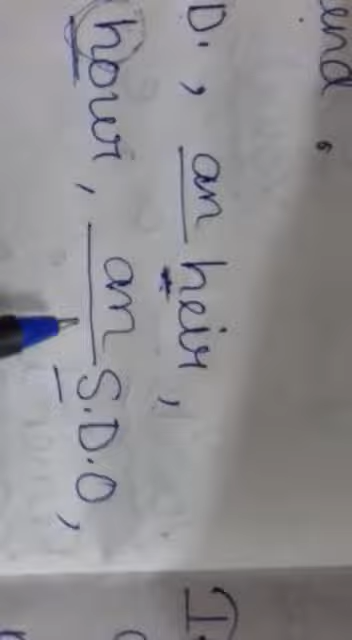 end.
D., an heir,
hour, an S.D.O,
I